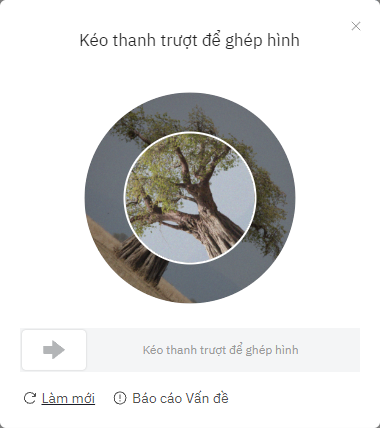 Kéo thanh trượt để ghép hình
Kéo thanh trượt để ghép hình
Làm mới
Báo cáo Vấn đề